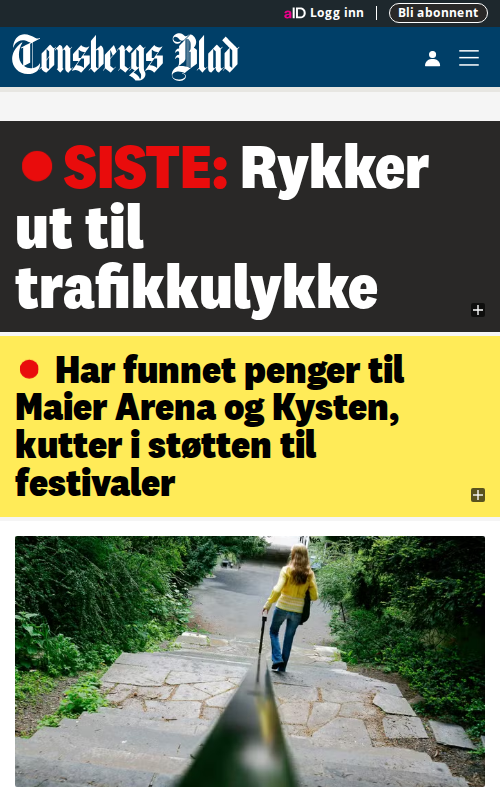 aID Logg inn
Bli abonnent
Tønsbergs Blad
SISTE: Rykker
ut til
trafikkulykke
Har funnet penger til
Maier Arena og Kysten,
kutter i støtten til
festivaler